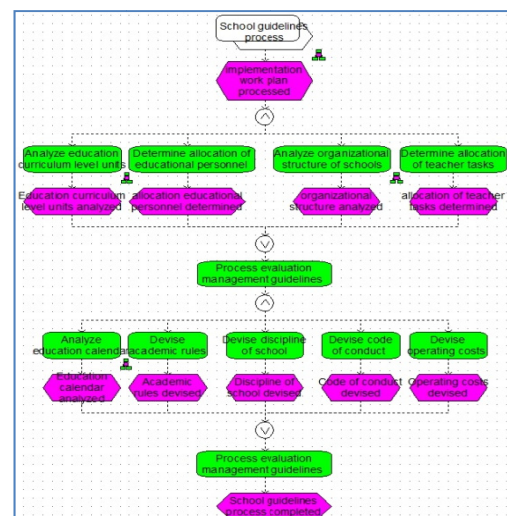 School guidelines
process
Implementation
work plan
processed
Analyze education
curriculum level units
Determine allocation of
educational personnel
Analyze organizational
structure of schools
Determine allocation
of teacher tasks
Education curriculum
level units analyzed
allocation educational
personnel determined
organizational
structure analyzed
allocation of teacher
tasks determined
Process evaluation
management guidelines
Analyze
education calendar
Devise
academic rules
Devise discipline
of school
Devise code
of conduct
Devise
operating costs
Education
calendar
analyzed
Academic
rules devised
Discipline of
school devised
Code of conduct
devised
Operating costs
devised
Process evaluation
management guidelines
School guidelines
process completed